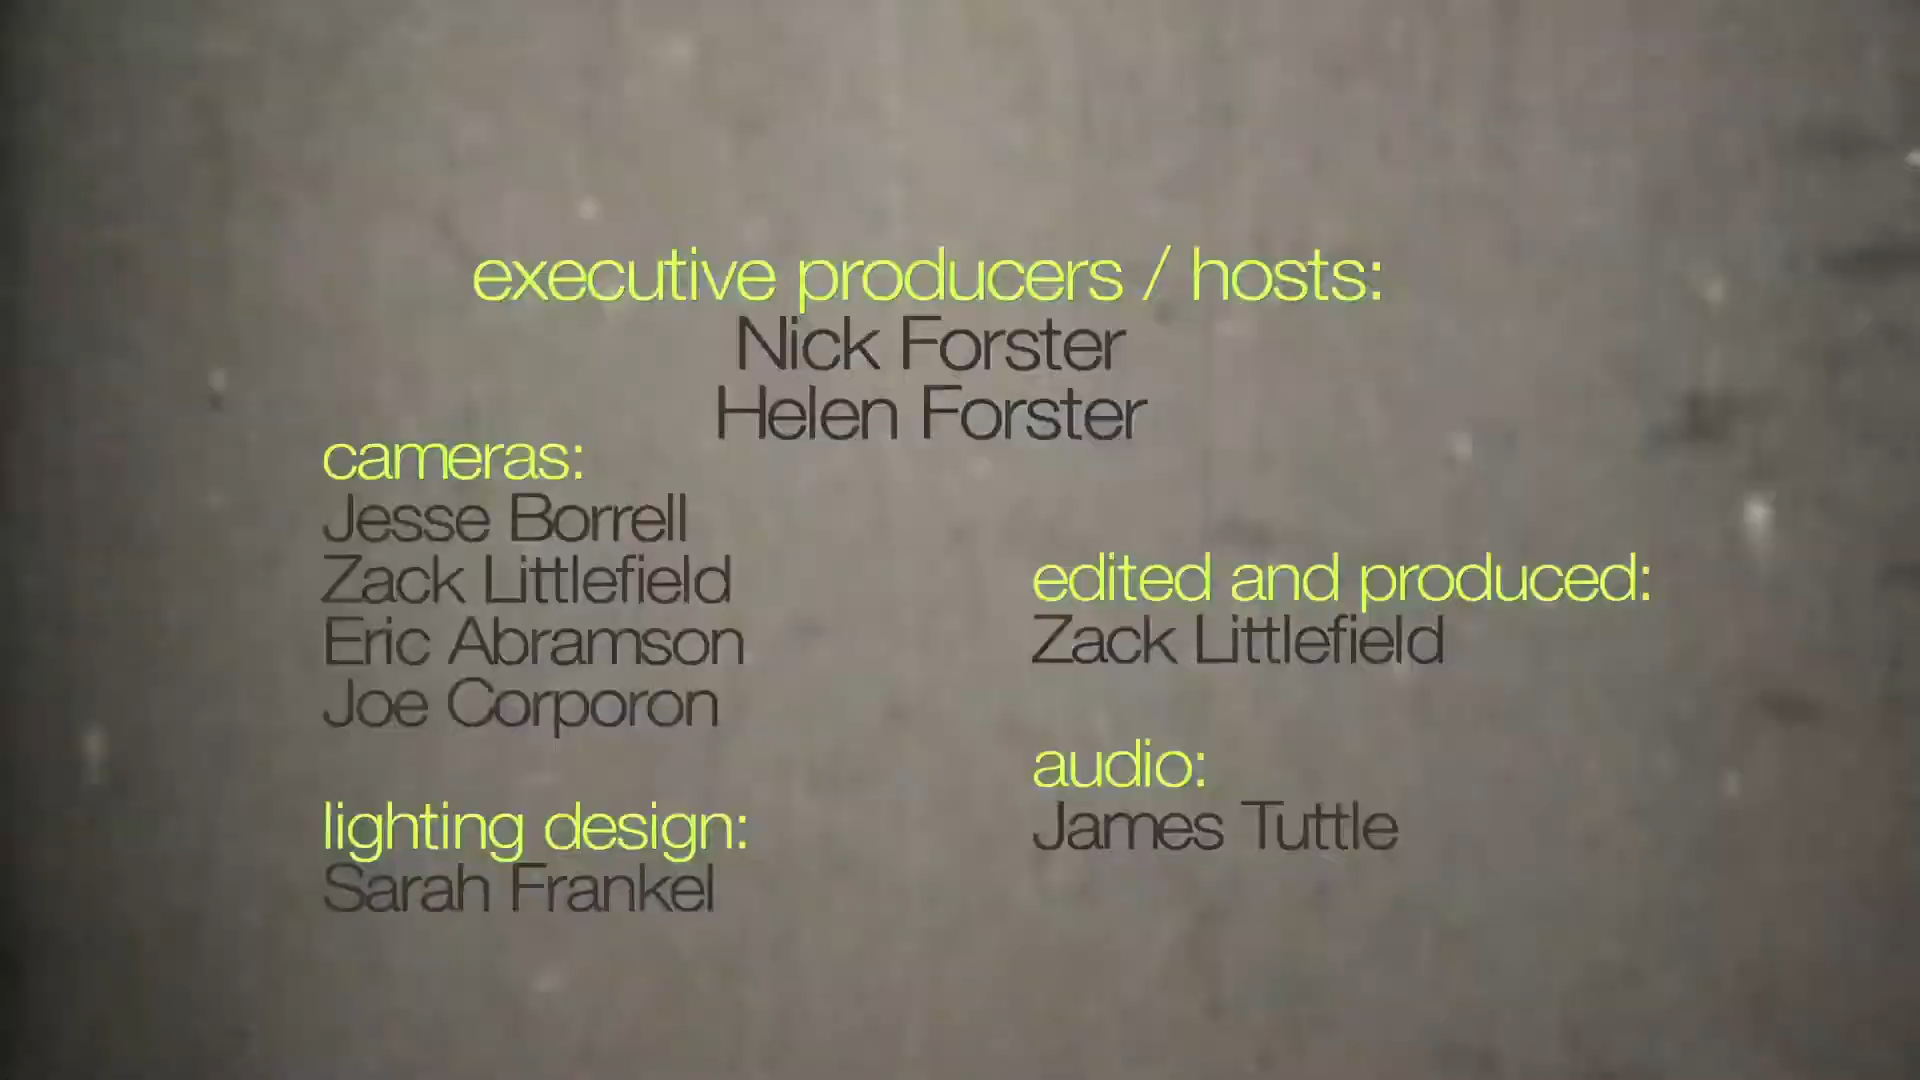 executive producers / hosts:
Nick Forster
Helen Forster
cameras:
Jesse Borrell
Zack Littlefield
Eric Abramson
Joe Corporon
lighting design:
Sarah Frankel
edited and produced:
Zack Littlefield
audio:
James Tuttle